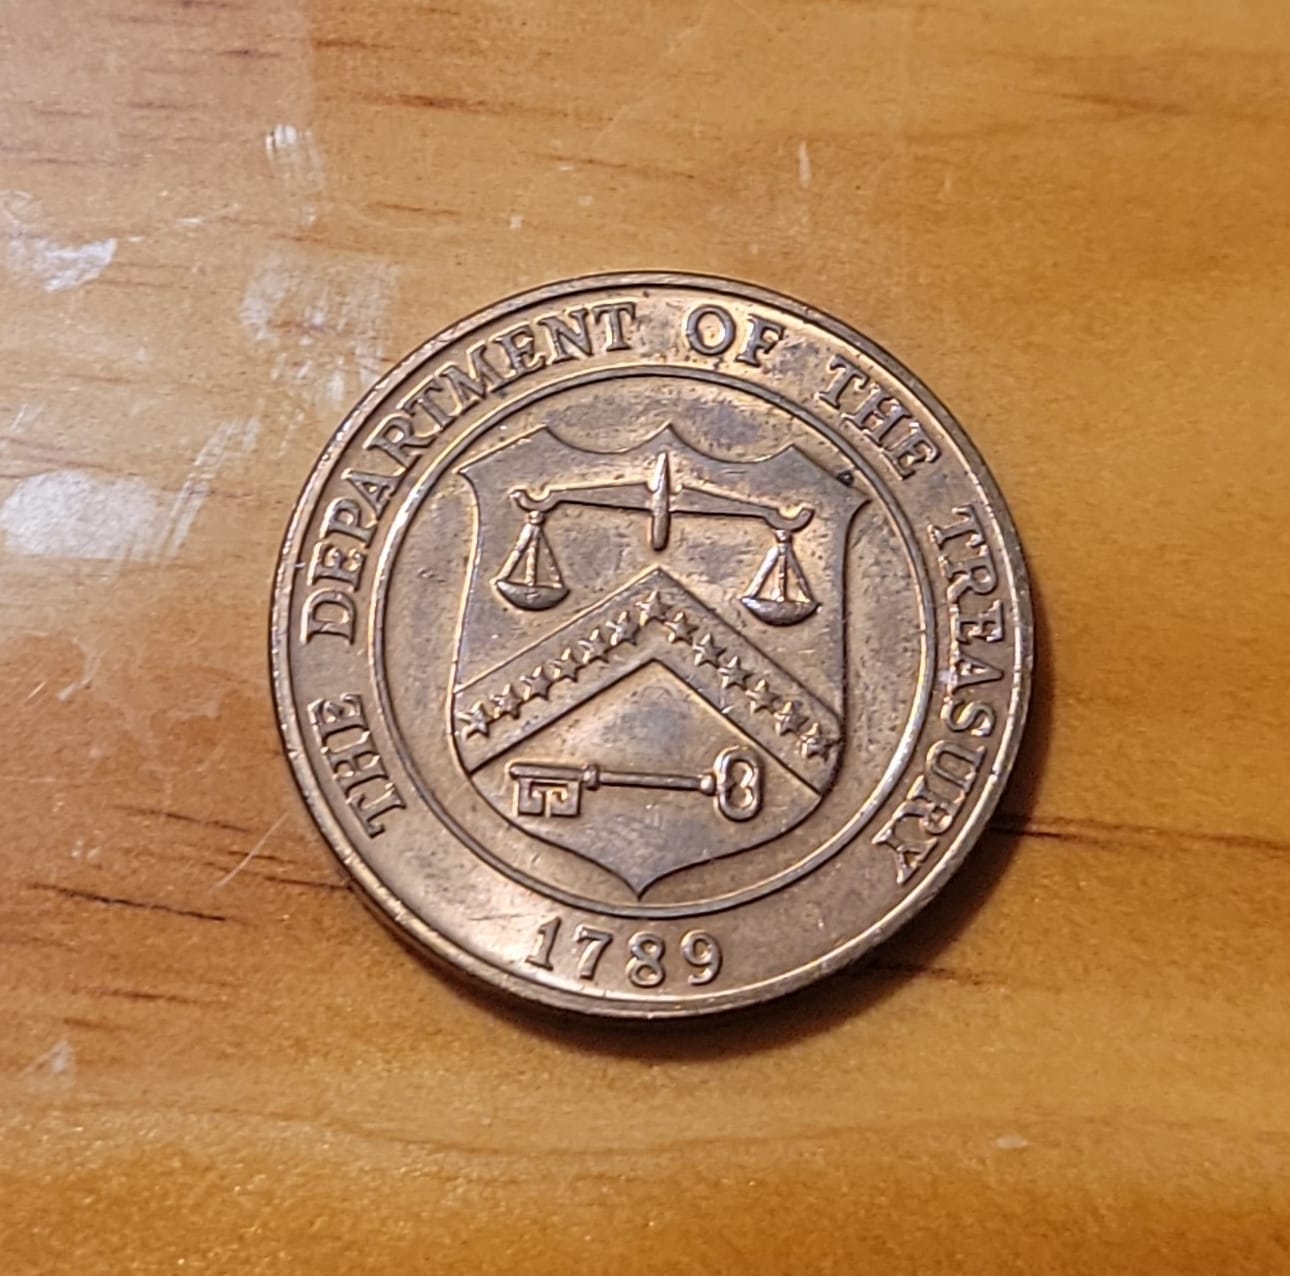 THE DEPARTMENT OF THE TREASURY
1789